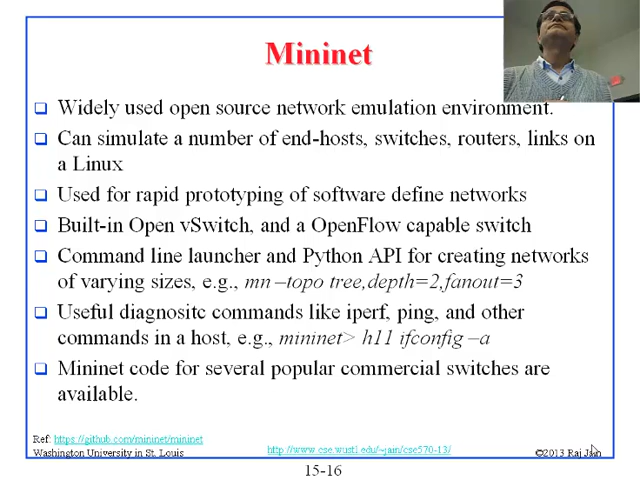 Mininet
Widely used open source network emulation environment.
Can simulate a number of end-hosts, switches, routers, links on
a Linux
Used for rapid prototyping of software define networks
Built-in Open vSwitch, and a OpenFlow capable switch
Command line launcher and Python API for creating networks
of varying sizes, e.g., mn –topo tree,depth=2,fanout=3
Useful diagnositc commands like iperf, ping, and other
commands in a host, e.g., mininet> h11 ifconfig –a
Mininet code for several popular commercial switches are
available.
Ref: https://github.com/mininet/mininet
Washington University in St. Louis
http://www.cse.wustl.edu/~jain/cse570-13/
©2013 Raj Jain
15-16